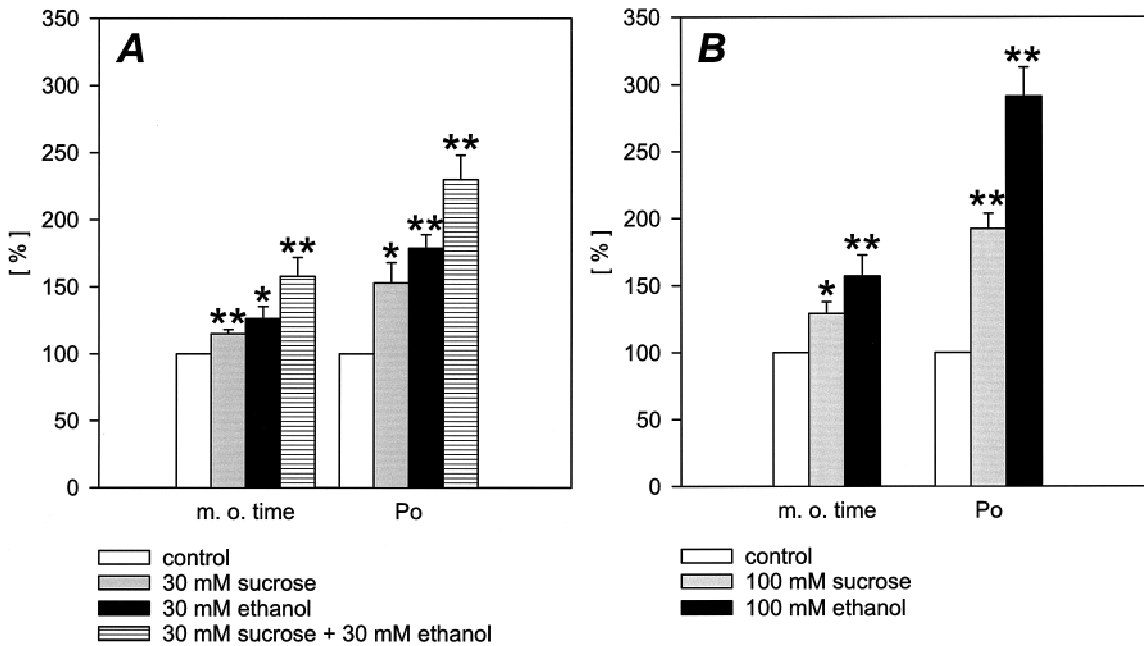 A
[ % ]
350
300
250
200
150
100
50
0
** * ** * ** **
m. o. time Po
control
30 mM sucrose
30 mM ethanol
30 mM sucrose + 30 mM ethanol
B
[ % ]
350
300
250
200
150
100
50
0
* ** ** **
m. o. time Po
control
100 mM sucrose
100 mM ethanol